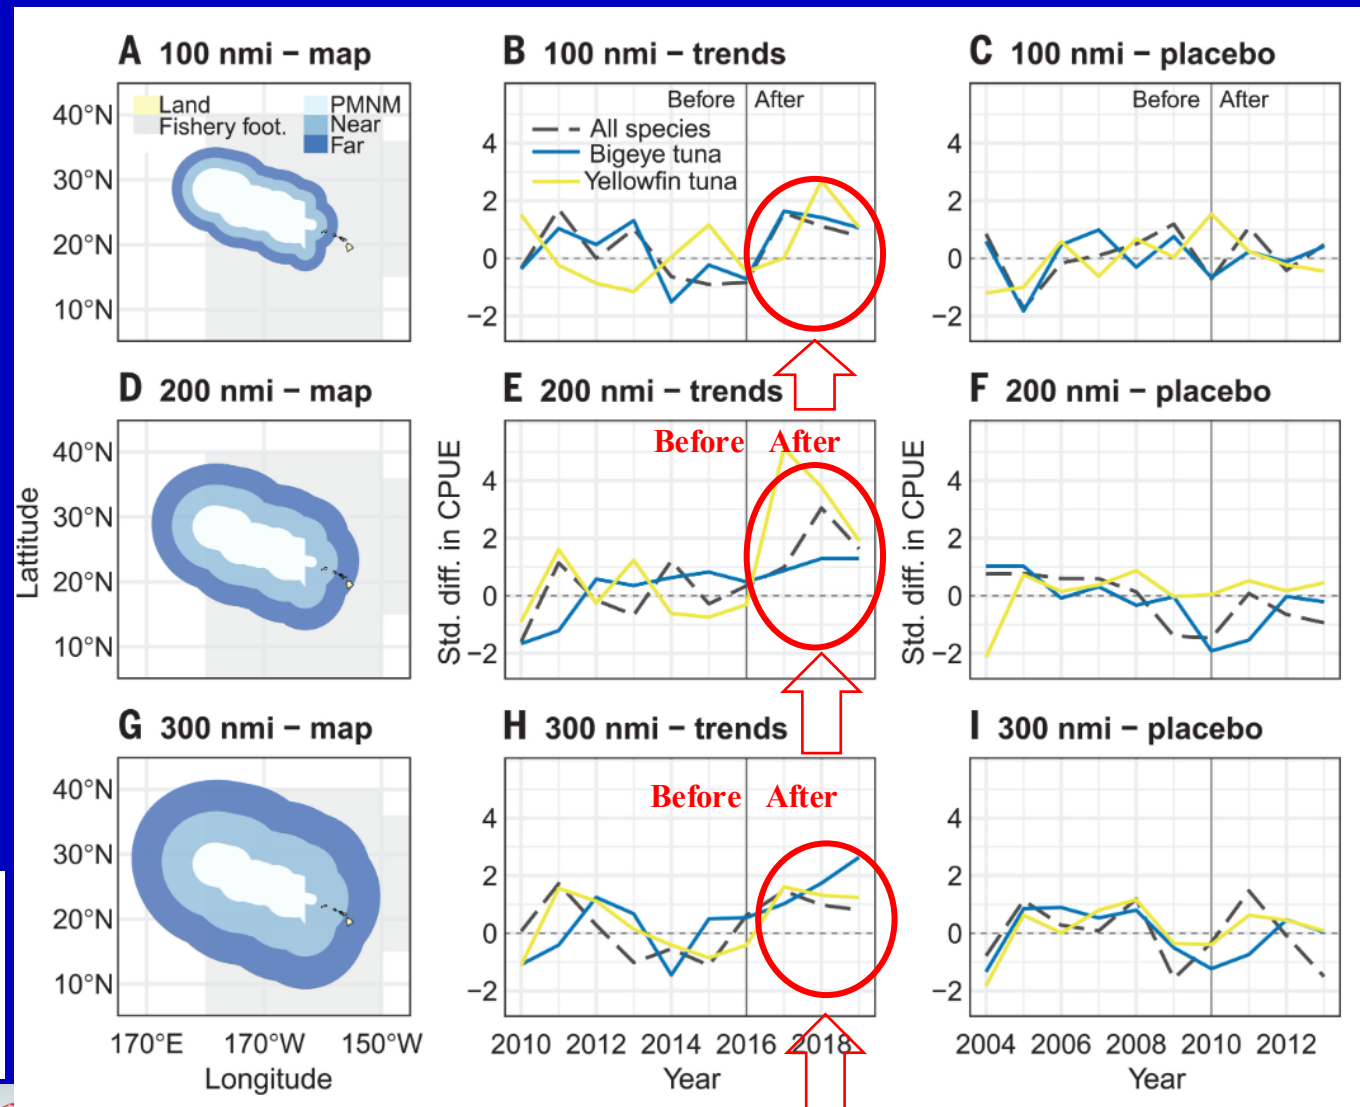 A 100 nmi − map
B 100 nmi − trends
C 100 nmi − placebo
40°N
30°N
20°N
10°N
Land
Fishery foot.
PMNM
Near
Far
4
2
0
−2
Before After
All species
Bigeye tuna
Yellowfin tuna
4
2
0
−2
Before After
D 200 nmi − map
E 200 nmi − trends
F 200 nmi − placebo
Lattitude
40°N
30°N
20°N
10°N
Std. diff. in CPUE
4
2
0
−2
Before After
Std. diff. in CPUE
4
2
0
−2
G 300 nmi − map
H 300 nmi − trends
I 300 nmi − placebo
40°N
30°N
20°N
10°N
170°E 170°W 150°W
Longitude
4
2
0
−2
Before After
2010 2012 2014 2016 2018
Year
4
2
0
−2
2004 2006 2008 2010 2012
Year